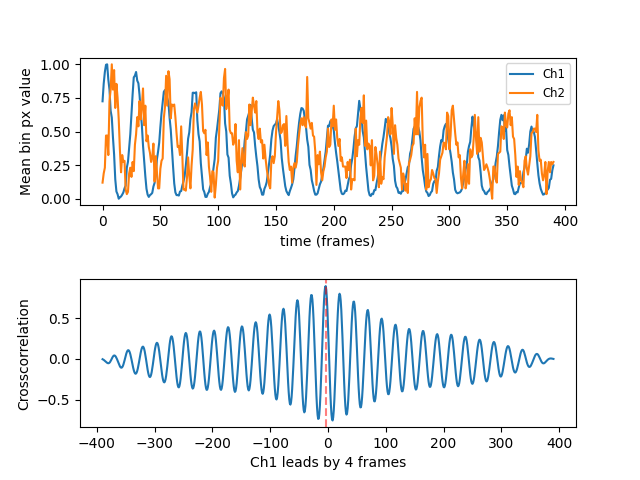 1.00
0.75
0.50
0.25
0.00
Mean bin px value
Ch1
Ch2
0 50 100 150 200 250 300 350 400
time (frames)
0.5
0.0
−0.5
Crosscorrelation
−400 −300 −200 −100 0 100 200 300 400
Ch1 leads by 4 frames